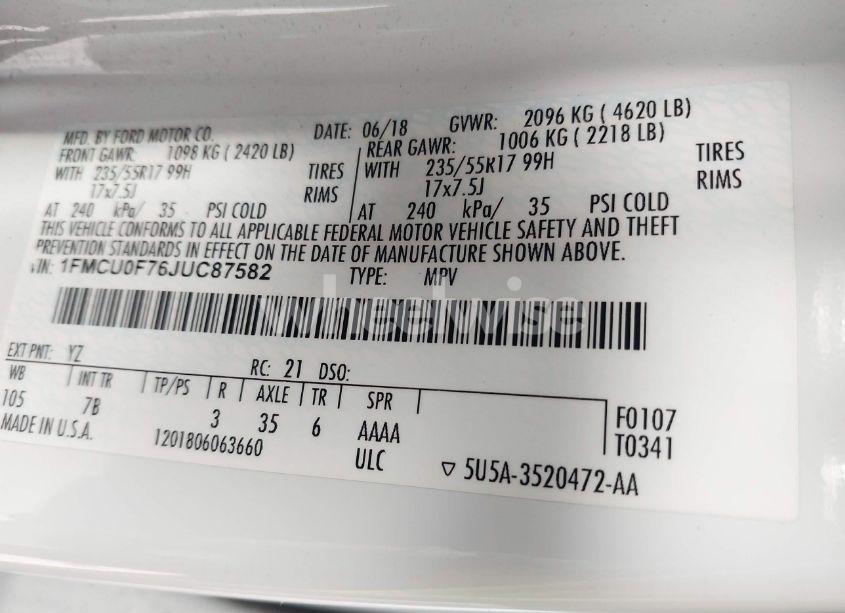 MFD. BY FORD MOTOR CO. DATE: 06/18 GVWR: 2096 KG ( 4620 LB)
FRONT GAWR: 1098 KG ( 2420 LB) REAR GAWR: 1006 KG ( 2218 LB)
WITH 235/55R17 99H TIRES WITH 235/55R17 99H TIRES
17x7.5J RIMS 17x7.5J RIMS
AT 240 kPa/ 35 PSI COLD AT 240 kPa/ 35 PSI COLD
THIS VEHICLE CONFORMS TO ALL APPLICABLE FEDERAL MOTOR VEHICLE SAFETY AND THEFT
PREVENTION STANDARDS IN EFFECT ON THE DATE OF MANUFACTURE SHOWN ABOVE.
VIN: 1FMCU0F76JUC87582 TYPE: MPV
wheelwise
EXT PNT: YZ RC: 21 DSO:
WB INT TR TP/PS R AXLE TR SPR
105 7B 3 35 6 AAAA F0107
MADE IN U.S.A. 1201806063660 ULC T0341
▽ 5U5A-3520472-AA